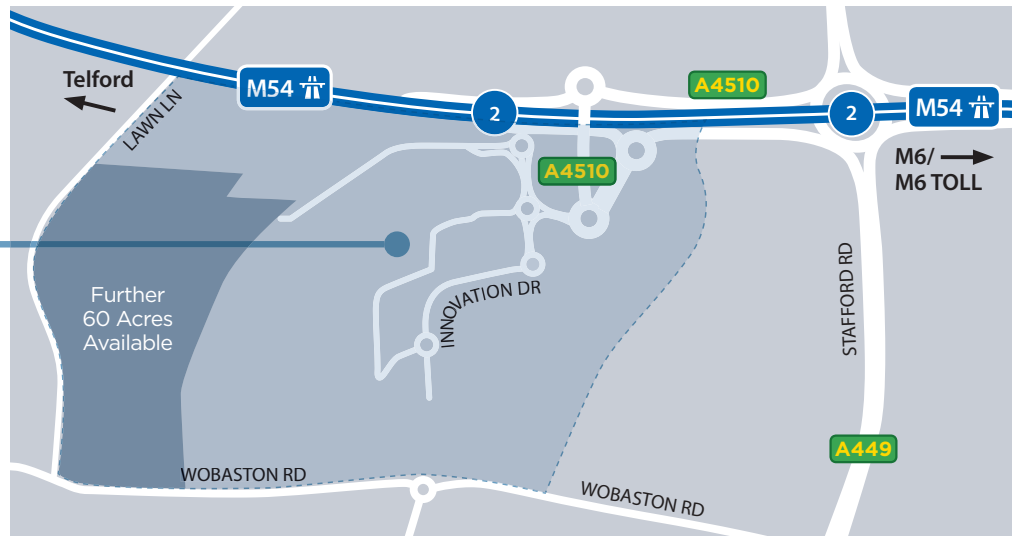 Telford
M54
LAWN LN
A4510
2
2
M54
A4510
M6/
M6 TOLL
Further
60 Acres
Available
INNOVATION DR
STAFFORD RD
A449
WOBASTON RD
WOBASTON RD